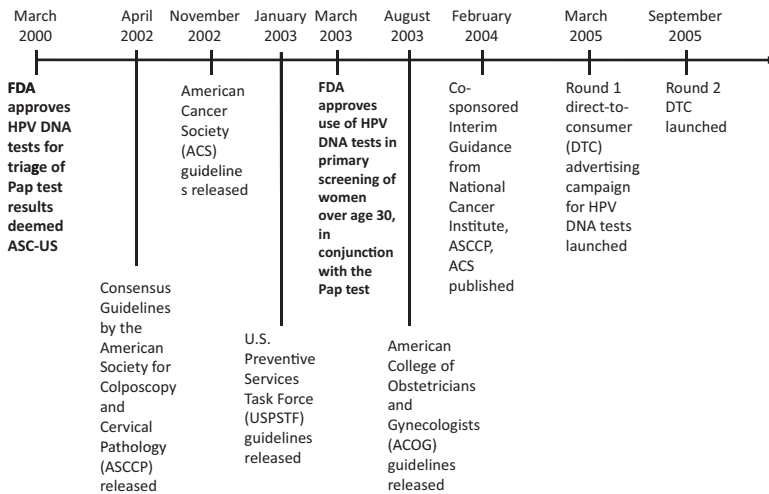 March
2000
April
2002
November
2002
January
2003
March
2003
August
2003
February
2004
March
2005
September
2005
FDA
approves
HPV DNA
tests for
triage of
Pap test
results
deemed
ASC-US
Consensus
Guidelines
by the
American
Society for
Colposcopy
and
Cervical
Pathology
(ASCCP)
released
American
Cancer
Society
(ACS)
guideline
s released
U.S.
Preventive
Services
Task Force
(USPSTF)
guidelines
released
FDA
approves
use of HPV
DNA tests in
primary
screening of
women
over age 30,
in
conjunction
with the
Pap test
American
College of
Obstetricians
and
Gynecologists
(ACOG)
guidelines
released
Co-
sponsored
Interim
Guidance
from
National
Cancer
Institute,
ASCCP,
ACS
published
Round 1
direct-to-
consumer
(DTC)
advertising
campaign
for HPV
DNA tests
launched
Round 2
DTC
launched